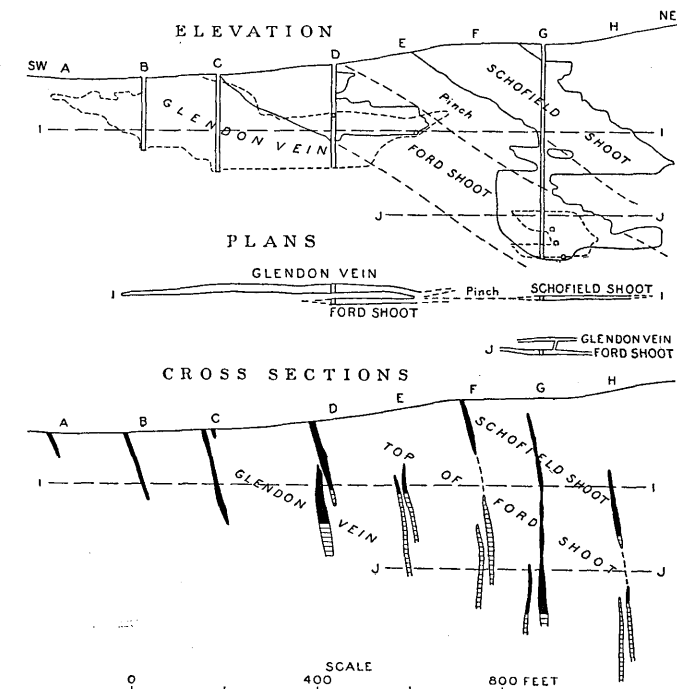 ELEVATION
SW A B C D E F G H NE
SCHOFIELD SHOOT
Pinch
I GLENDON VEIN I
FORD SHOOT
J J
PLANS
GLENDON VEIN
I Pinch SCHOFIELD SHOOT I
FORD SHOOT
J GLENDON VEIN
FORD SHOOT
CROSS SECTIONS
A B C D E F G H
SCHOFIELD SHOOT
TOP OF FORD SHOOT
I GLENDON VEIN I
J J
SCALE
0 400 800 FEET